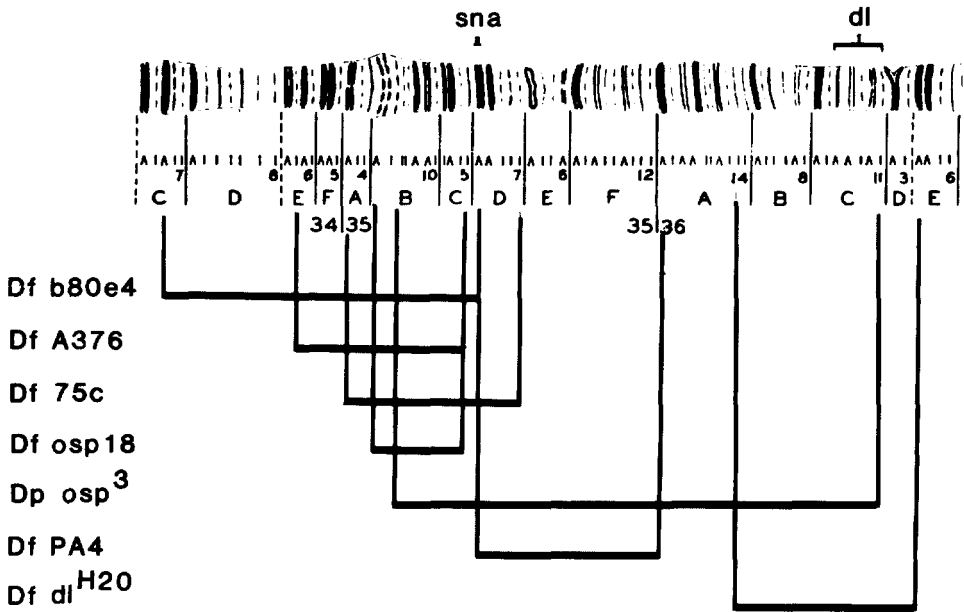 sna dl
7 8 6 5 4 10 5 7 6 12 14 8 11 3 6
C D E F A B C D E F A B C D E
34 35 35 36
Df b80e4
Df A376
Df 75c
Df osp18
Dp osp3
Df PA4
Df dlH20